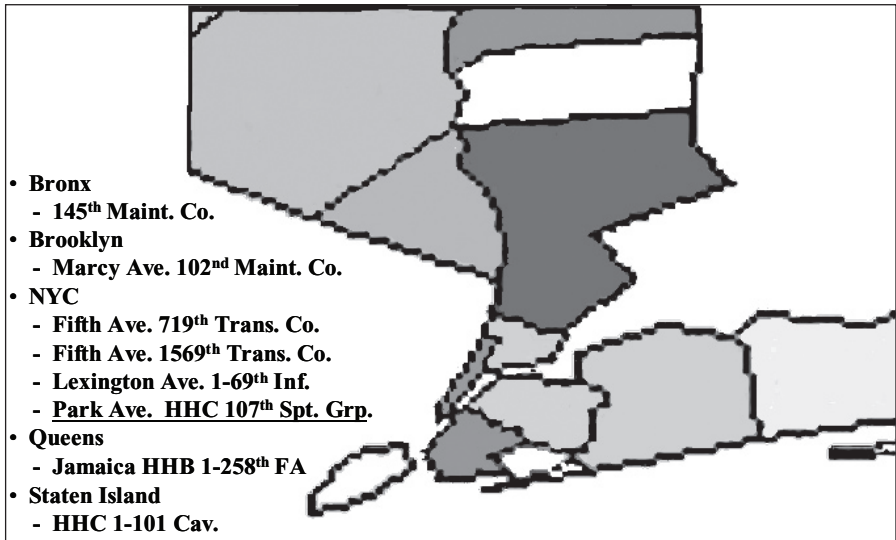 • Bronx
- 145th Maint. Co.
• Brooklyn
- Marcy Ave. 102nd Maint. Co.
• NYC
- Fifth Ave. 719th Trans. Co.
- Fifth Ave. 1569th Trans. Co.
- Lexington Ave. 1-69th Inf.
- Park Ave. HHC 107th Spt. Grp.
• Queens
- Jamaica HHB 1-258th FA
• Staten Island
- HHC 1-101 Cav.